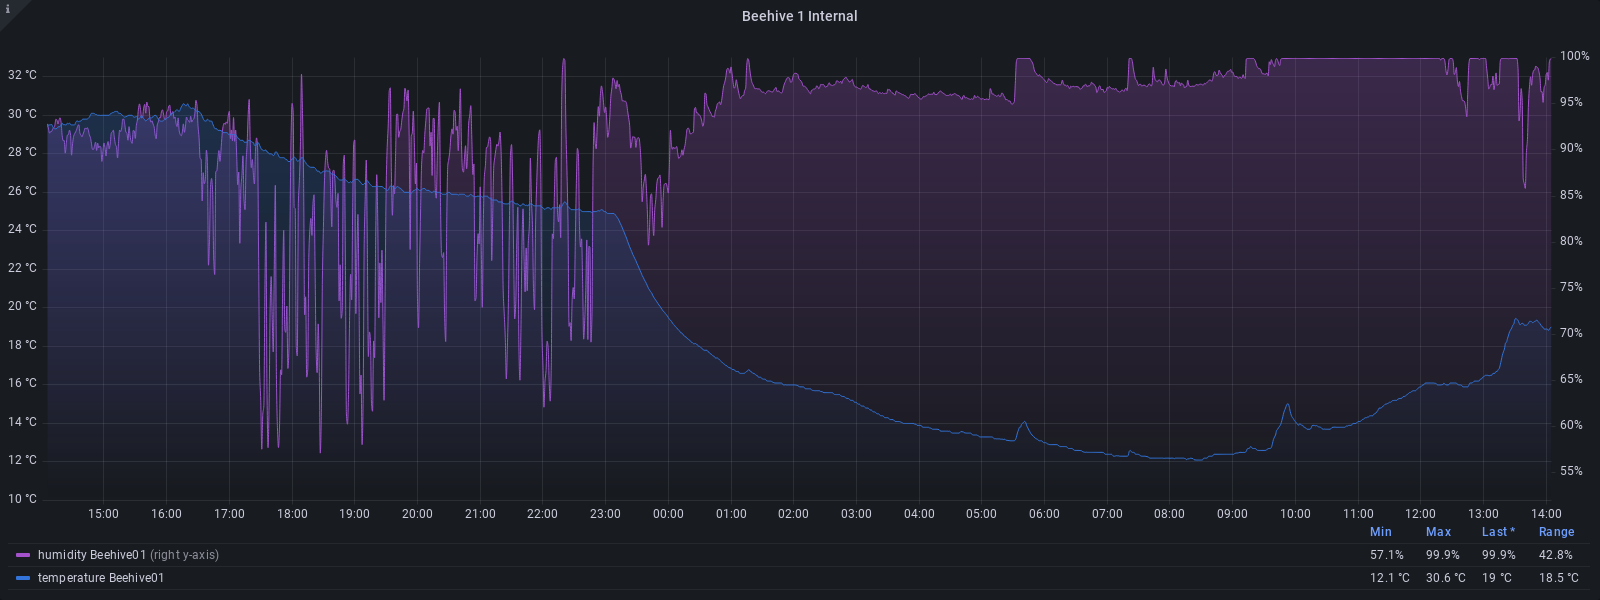 i
Beehive 1 Internal
32 °C
30 °C
28 °C
26 °C
24 °C
22 °C
20 °C
18 °C
16 °C
14 °C
12 °C
10 °C
100%
95%
90%
85%
80%
75%
70%
65%
60%
55%
15:00 16:00 17:00 18:00 19:00 20:00 21:00 22:00 23:00 00:00 01:00 02:00 03:00 04:00 05:00 06:00 07:00 08:00 09:00 10:00 11:00 12:00 13:00 14:00
Min Max Last * Range
humidity Beehive01 (right y-axis) 57.1% 99.9% 99.9% 42.8%
temperature Beehive01 12.1 °C 30.6 °C 19 °C 18.5 °C